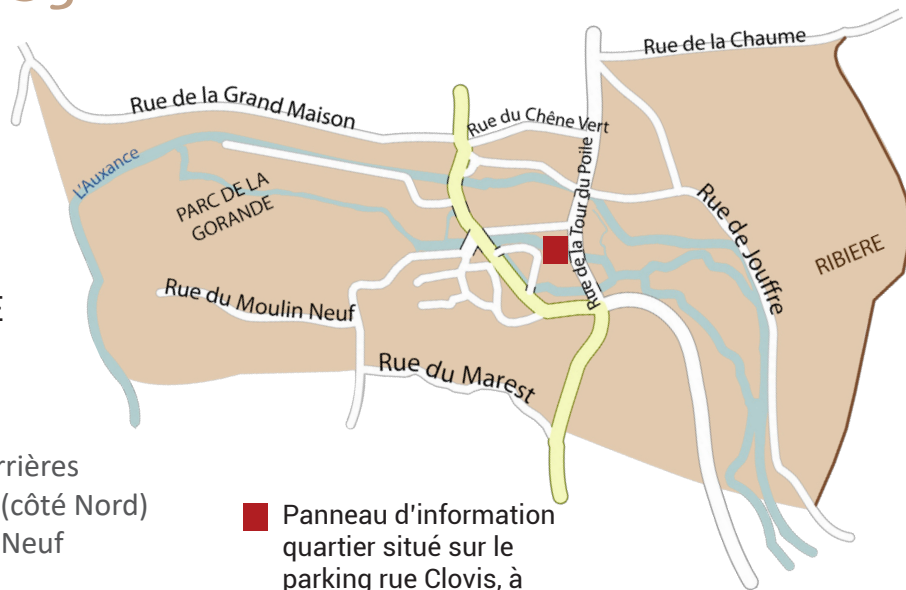 Rue de la Chaume
Rue de la Grand Maison
Rue du Chêne Vert
L'Auxance
PARC DE LA
GORANDE
Rue de la Tour du Poile
Rue de Jouffre
RIBIERE
Rue du Moulin Neuf
Rue du Marest
E
rrières
(côté Nord)
Neuf
Panneau d'information
quartier situé sur le
parking rue Clovis, à